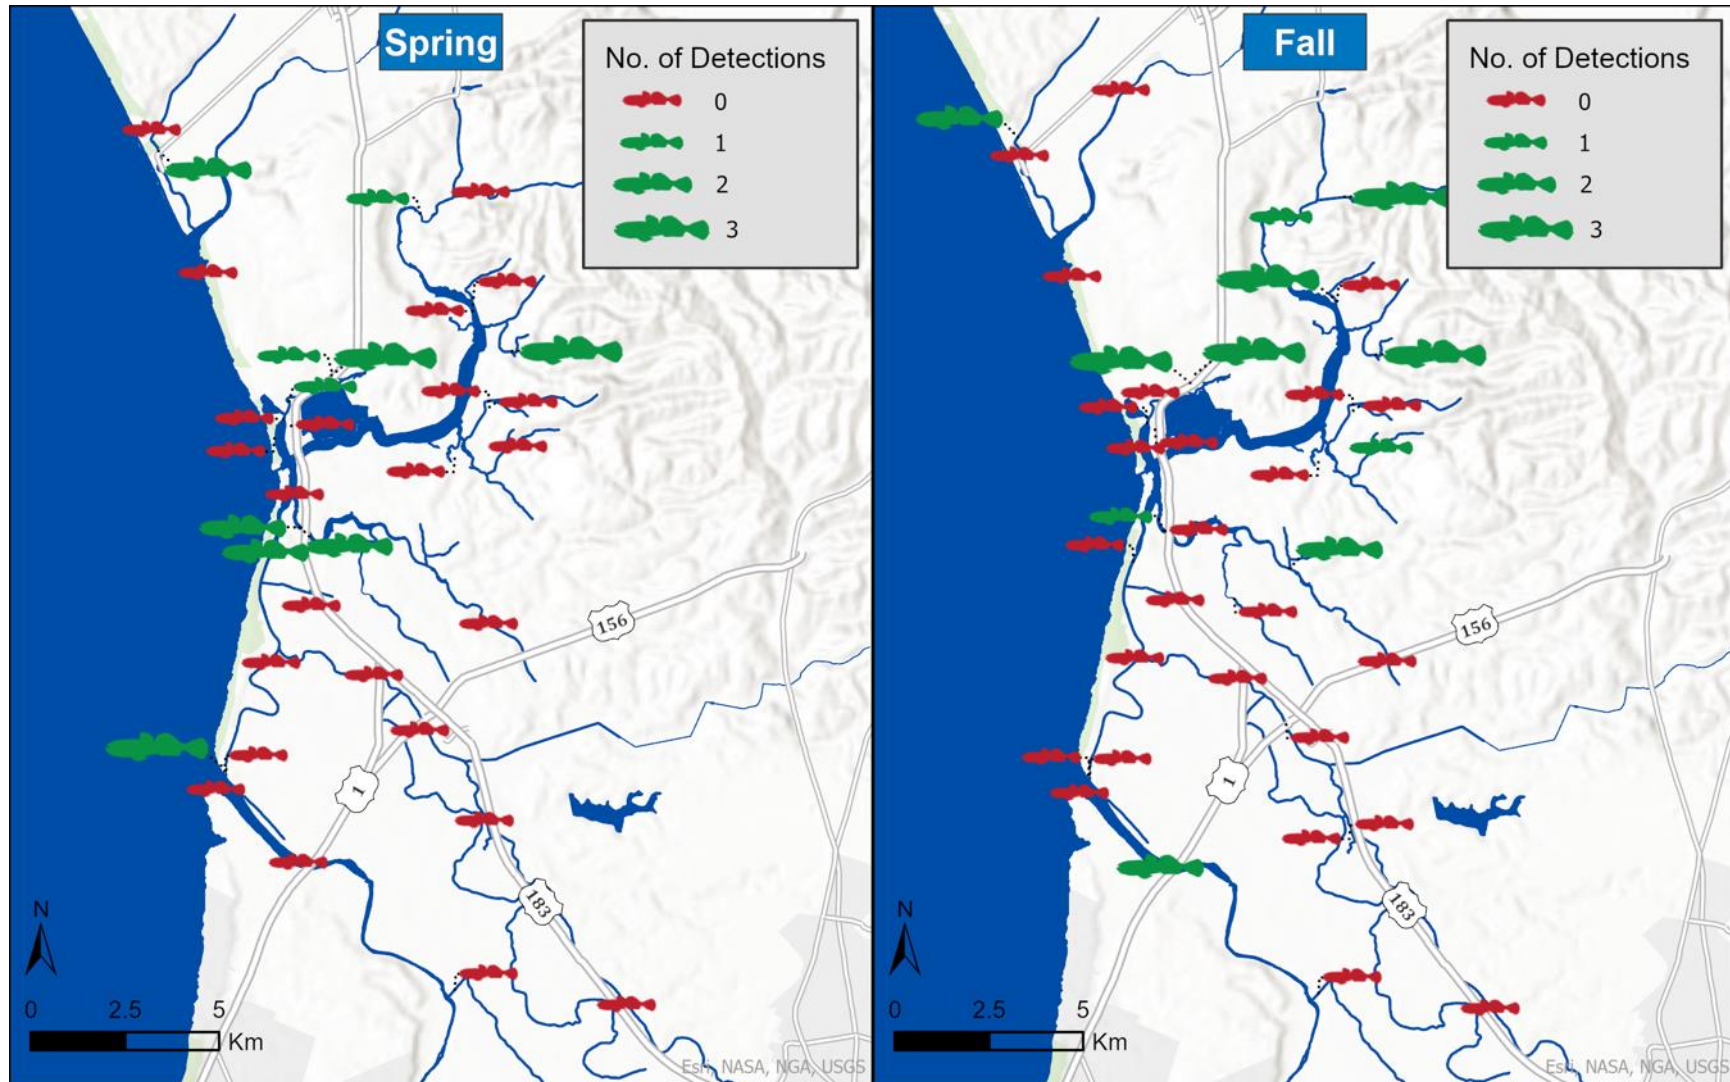 Spring
No. of Detections
0
1
2
3
156
1
183
N
0 2.5 5
Km
Esri, NASA, NGA, USGS
Fall
No. of Detections
0
1
2
3
156
1
183
N
0 2.5 5
Km
Esri, NASA, NGA, USGS